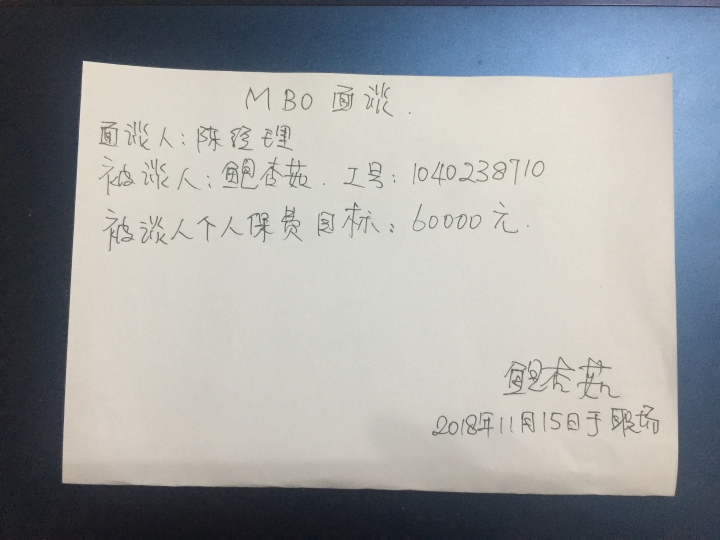 MBO 面谈.
面谈人:陈经理
被谈人:鲍杏茹.工号:1040238710
被谈人个人保费目标:60000元.
鲍杏茹
2018年11月15日于职场